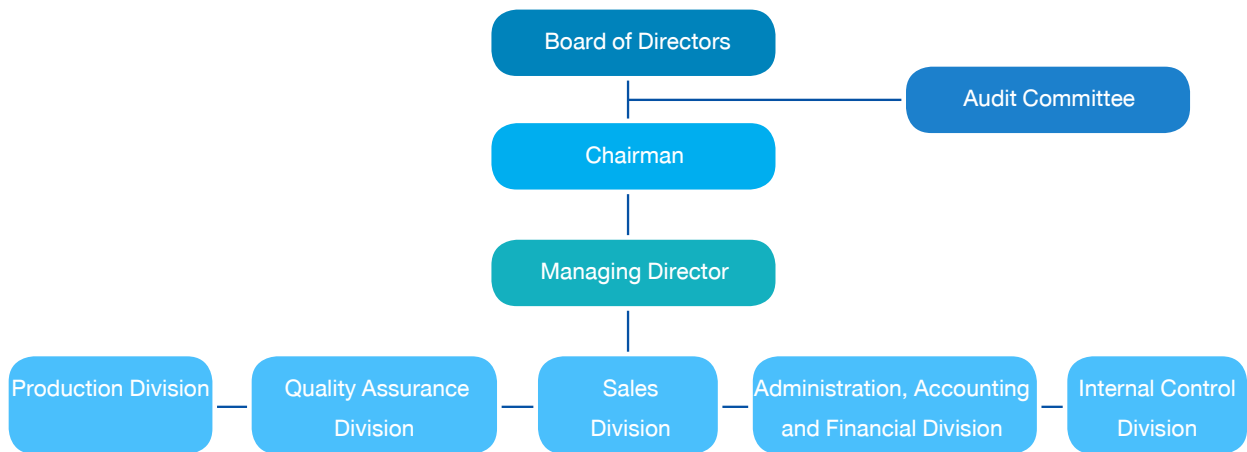 Board of Directors
Audit Committee
Chairman
Managing Director
Production Division
Quality Assurance
Division
Sales
Division
Administration, Accounting
and Financial Division
Internal Control
Division